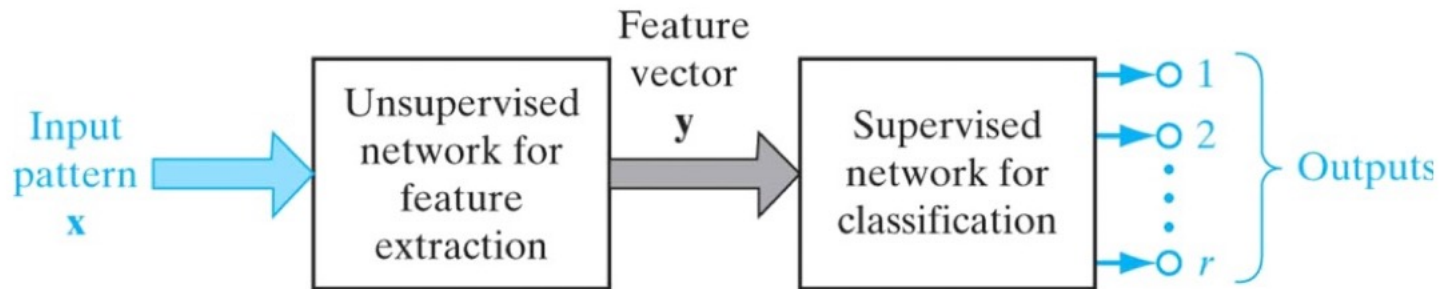 Input
pattern
x
Unsupervised
network for
feature
extraction
Feature
vector
y
Supervised
network for
classification
1
2
r
Outputs